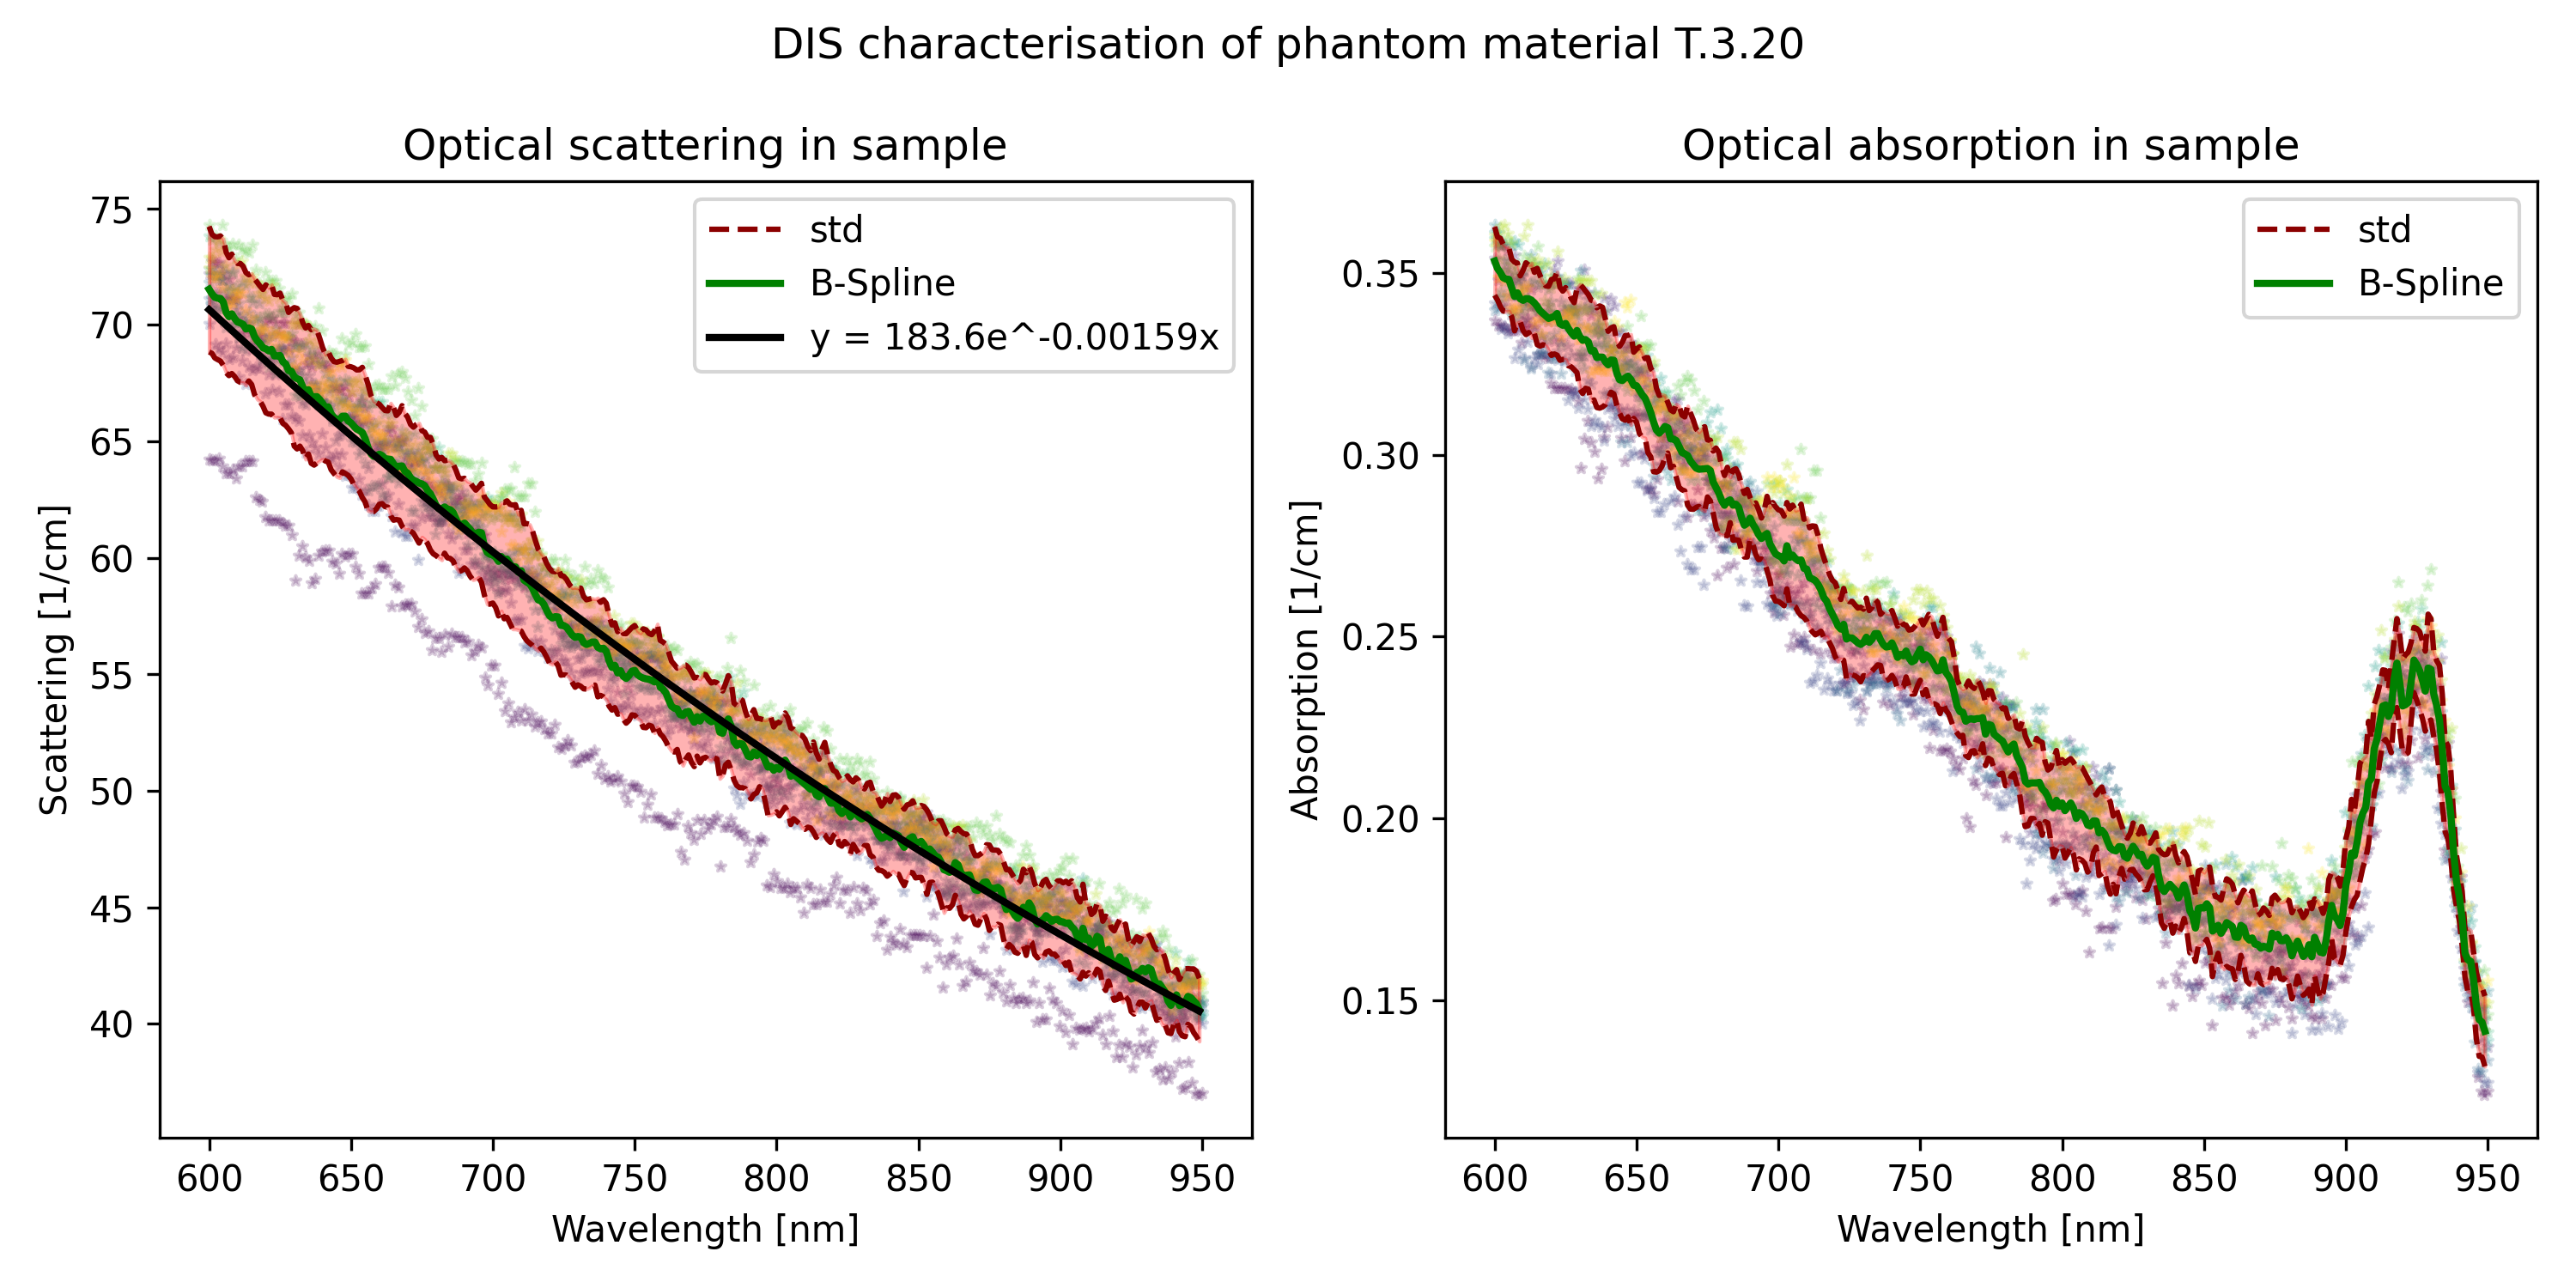 DIS characterisation of phantom material T.3.20
Optical scattering in sample
75
70
65
60
55
50
45
40
Scattering [1/cm]
600 650 700 750 800 850 900 950
Wavelength [nm]
std
B-Spline
y = 183.6e^-0.00159x
Optical absorption in sample
0.35
0.30
0.25
0.20
0.15
Absorption [1/cm]
600 650 700 750 800 850 900 950
Wavelength [nm]
std
B-Spline